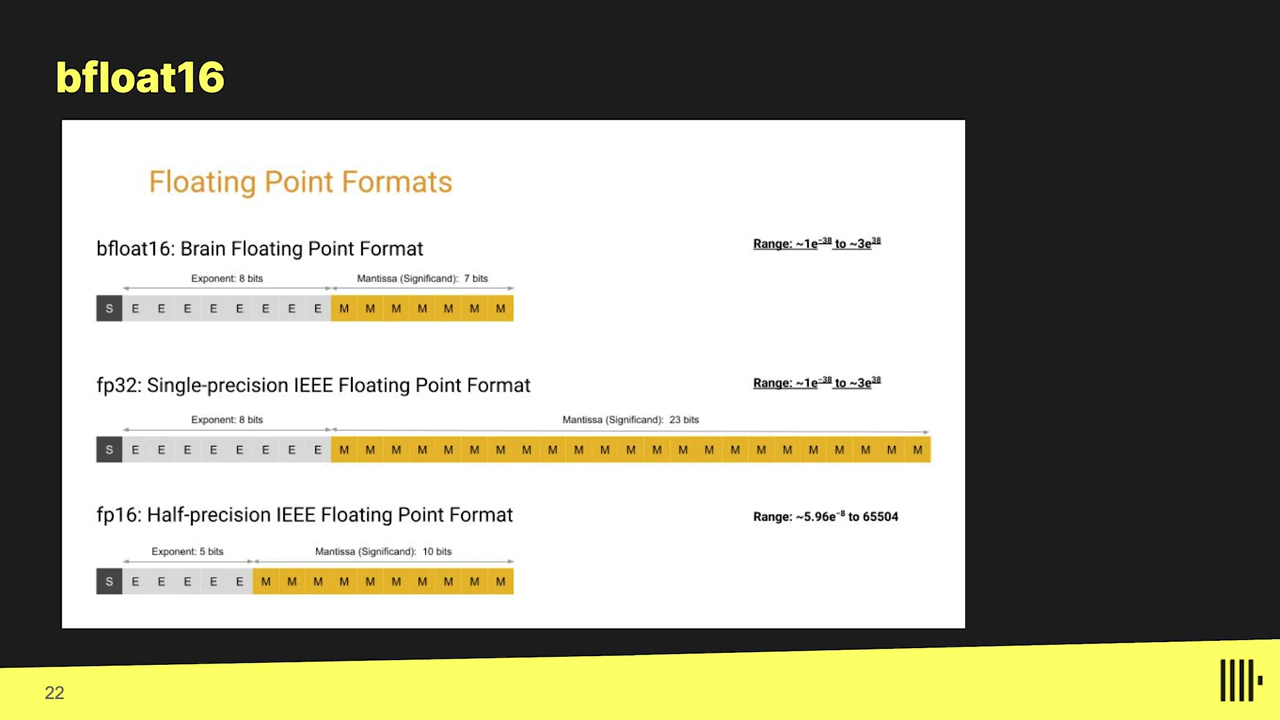 bfloat16
Floating Point Formats
bfloat16: Brain Floating Point Format
Range: ~1e⁻³⁸ to ~3e³⁸
Exponent: 8 bits
Mantissa (Significand): 7 bits
S E E E E E E E E M M M M M M M
fp32: Single-precision IEEE Floating Point Format
Range: ~1e⁻³⁸ to ~3e³⁸
Exponent: 8 bits
Mantissa (Significand): 23 bits
S E E E E E E E E M M M M M M M M M M M M M M M M M M M M M M M
fp16: Half-precision IEEE Floating Point Format
Range: ~5.96e⁻⁸ to 65504
Exponent: 5 bits
Mantissa (Significand): 10 bits
S E E E E E M M M M M M M M M M
22